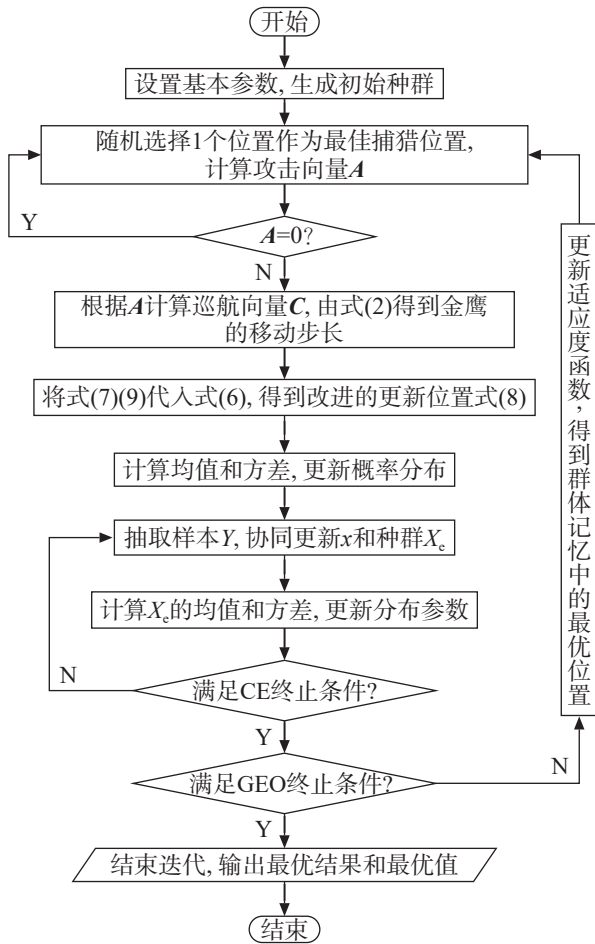 开始
设置基本参数, 生成初始种群
随机选择1个位置作为最佳捕猎位置,
计算攻击向量A
Y
A=0?
N
根据A计算巡航向量C, 由式(2)得到金鹰
的移动步长
将式(7)(9)代入式(6), 得到改进的更新位置式(8)
计算均值和方差, 更新概率分布
抽取样本Y, 协同更新x和种群Xe
计算Xe的均值和方差, 更新分布参数
N
满足CE终止条件?
Y
满足GEO终止条件?
N
更新适应度函数，得到群体记忆中的最优位置
Y
结束迭代, 输出最优结果和最优值
结束